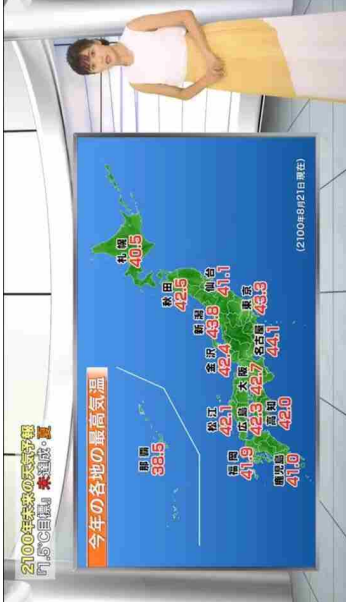 2100年未来の天気予報
『1.5℃目標』未達成・夏
今年の各地の最高気温
札幌
40.5
秋田
42.5
仙台
41.1
新潟
43.8
東京
43.3
金沢
42.4
名古屋
44.1
大阪
42.7
松江
42.1
広島
42.3
高知
42.0
福岡
41.9
鹿児島
41.0
那覇
38.5
(2100年8月21日現在)